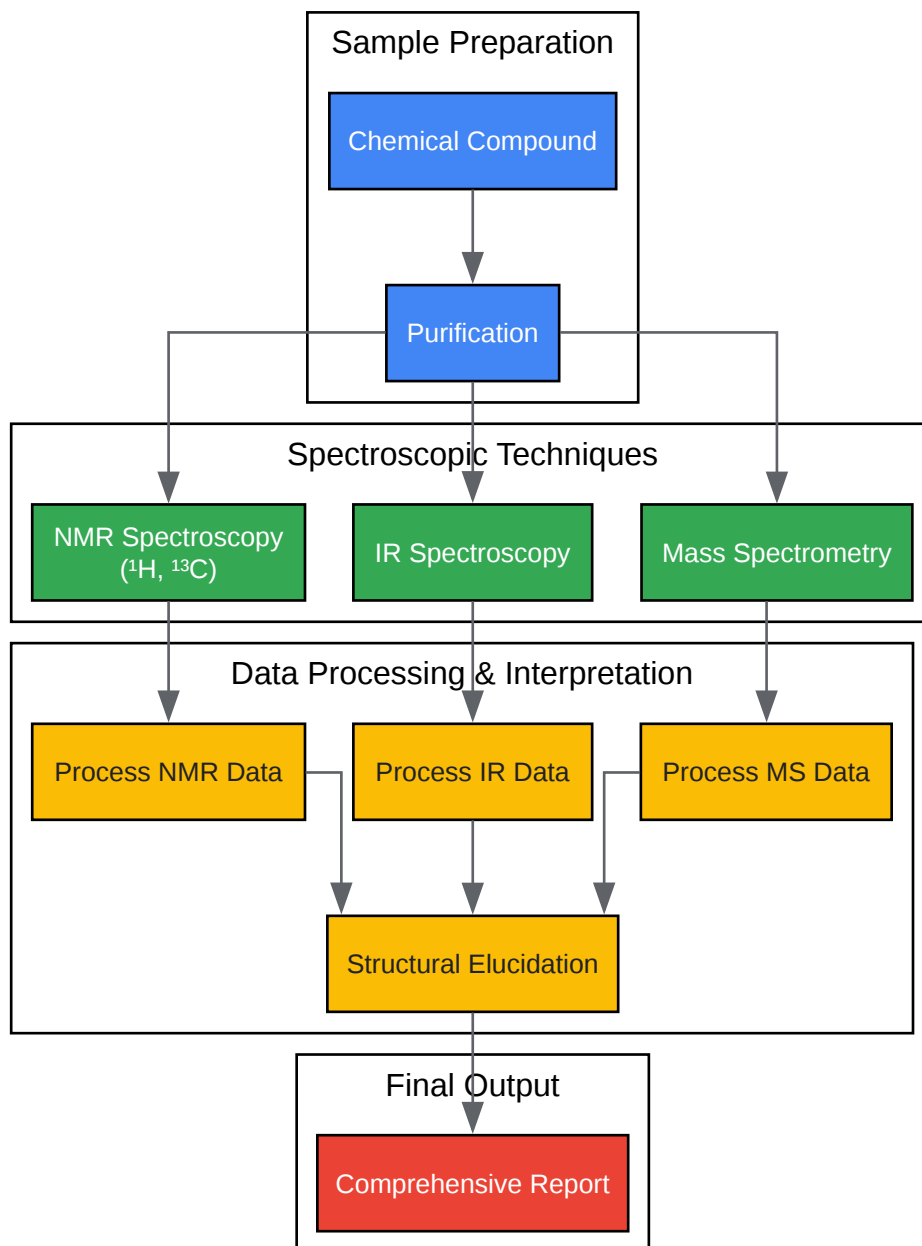 Sample Preparation
Chemical Compound
Purification
Spectroscopic Techniques
NMR Spectroscopy
(¹H, ¹³C)
IR Spectroscopy
Mass Spectrometry
Data Processing & Interpretation
Process NMR Data
Process IR Data
Process MS Data
Structural Elucidation
Final Output
Comprehensive Report